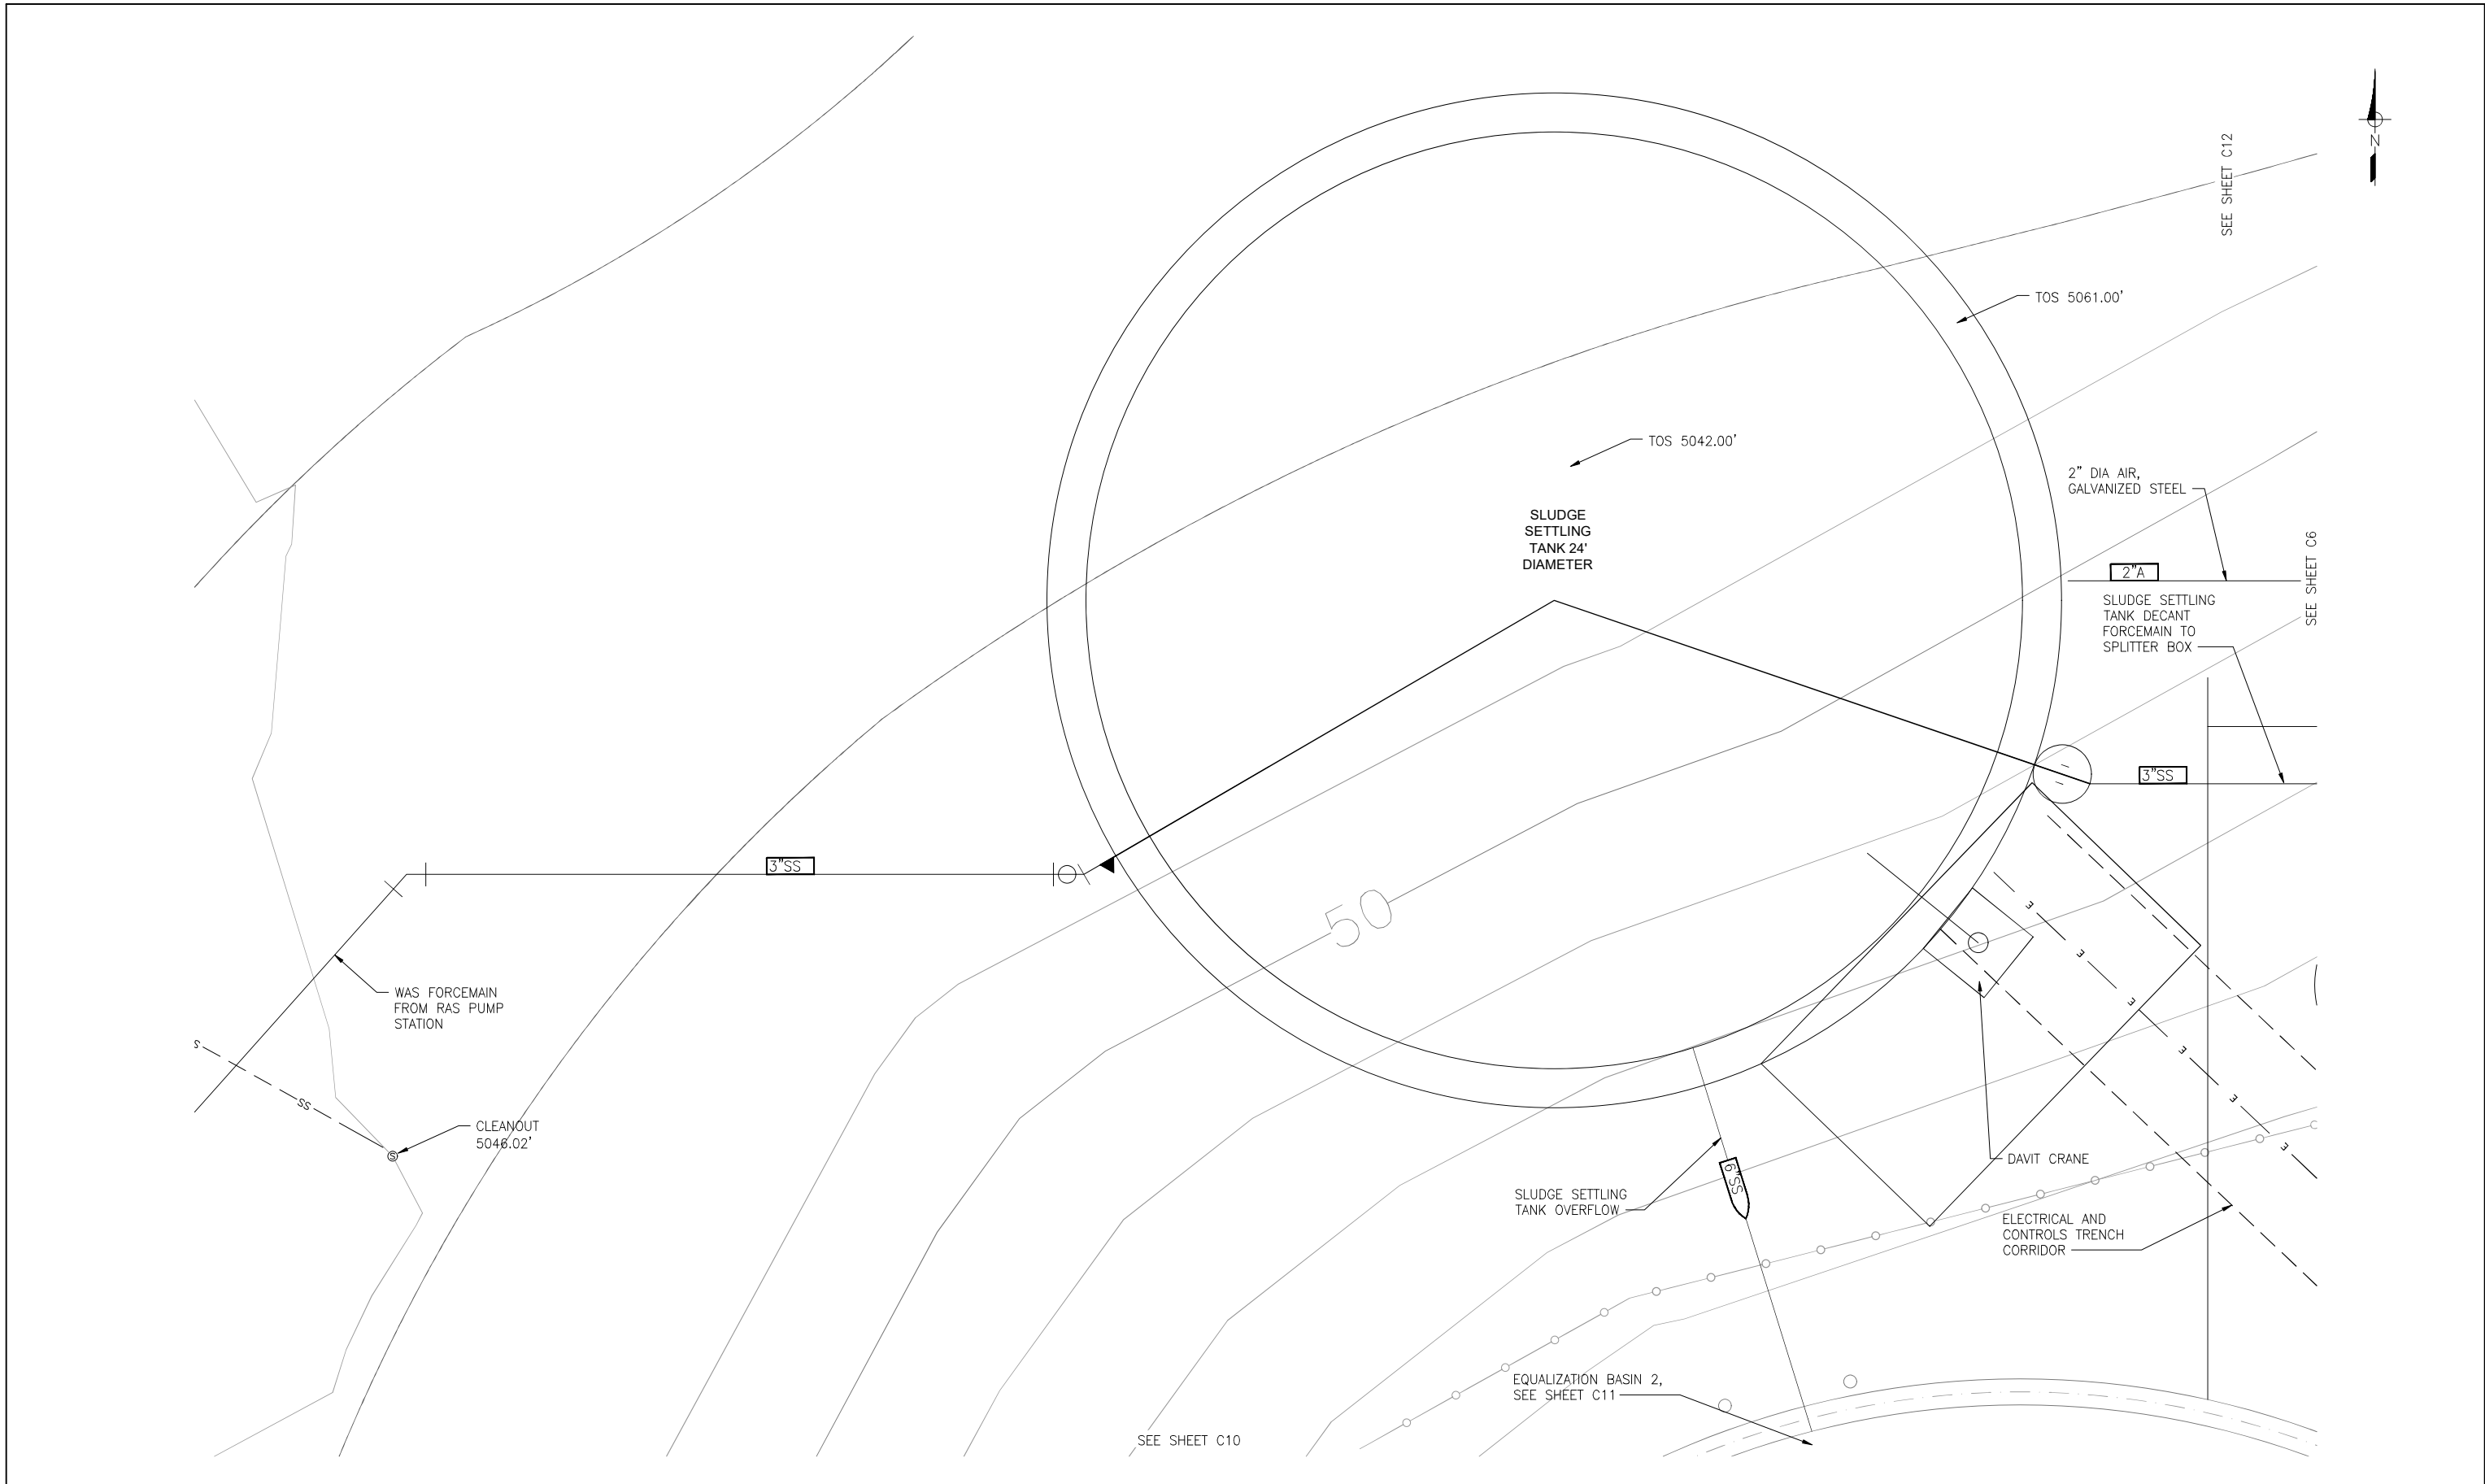 SEE SHEET C12
N
TOS 5061.00'
TOS 5042.00'
2" DIA AIR,
GALVANIZED STEEL
SLUDGE
SETTLING
TANK 24'
DIAMETER
SEE SHEET C6
2"A
SLUDGE SETTLING
TANK DECANT
FORCEMAIN TO
SPLITTER BOX
3"SS
3"SS
50
WAS FORCEMAIN
FROM RAS PUMP
STATION
S
SS
CLEANOUT
5046.02'
S
E
E
E
E
E
E
DAVIT CRANE
6"SS
SLUDGE SETTLING
TANK OVERFLOW
ELECTRICAL AND
CONTROLS TRENCH
CORRIDOR
EQUALIZATION BASIN 2,
SEE SHEET C11
SEE SHEET C10